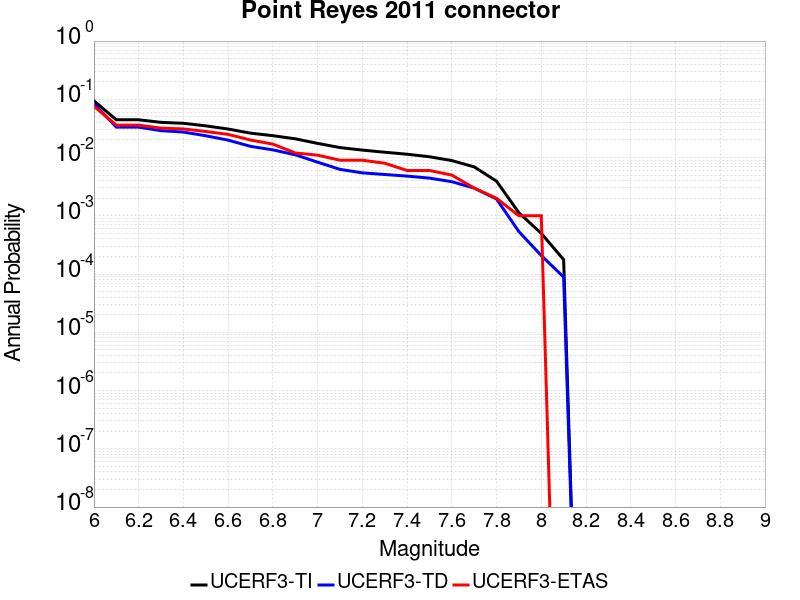 Point Reyes 2011 connector
10^0
10^-1
10^-2
10^-3
10^-4
10^-5
10^-6
10^-7
10^-8
Annual Probability
6 6.2 6.4 6.6 6.8 7 7.2 7.4 7.6 7.8 8 8.2 8.4 8.6 8.8 9
Magnitude
UCERF3-TI UCERF3-TD UCERF3-ETAS